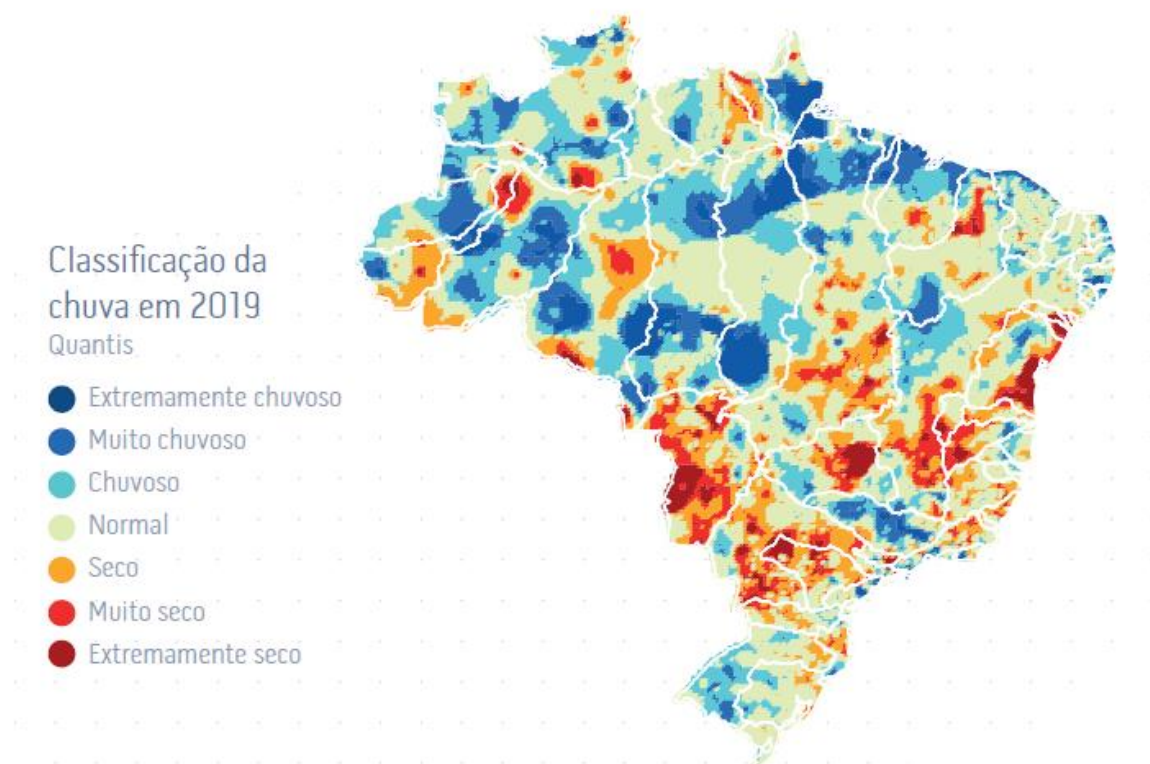 Classificação da
chuva em 2019
Quantis
Extremamente chuvoso
Muito chuvoso
Chuvoso
Normal
Seco
Muito seco
Extremamente seco